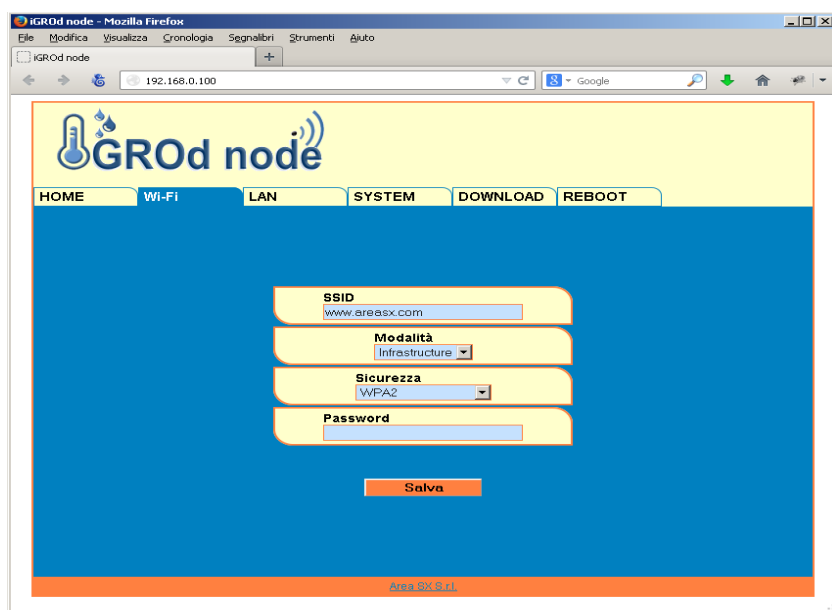 iGROd node - Mozilla Firefox
File Modifica Visualizza Cronologia Segnalibri Strumenti Aiuto
iGROd node
192.168.0.100
Google
iGROd node
HOME Wi-Fi LAN SYSTEM DOWNLOAD REBOOT
SSID
www.areasx.com
Modalità
Infrastructure
Sicurezza
WPA2
Password
Salva
Area SX S.r.l.